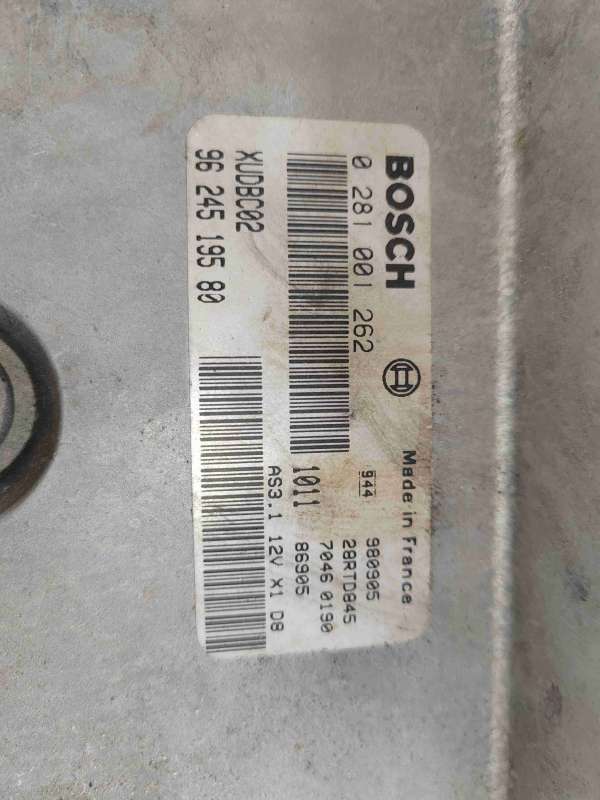 BOSCH
Made in France
0 281 001 262
944
980905
28RTD845
7046 0190
1011
86905
XUDBC02
AS3.1 12V X1 D8
96 245 195 80